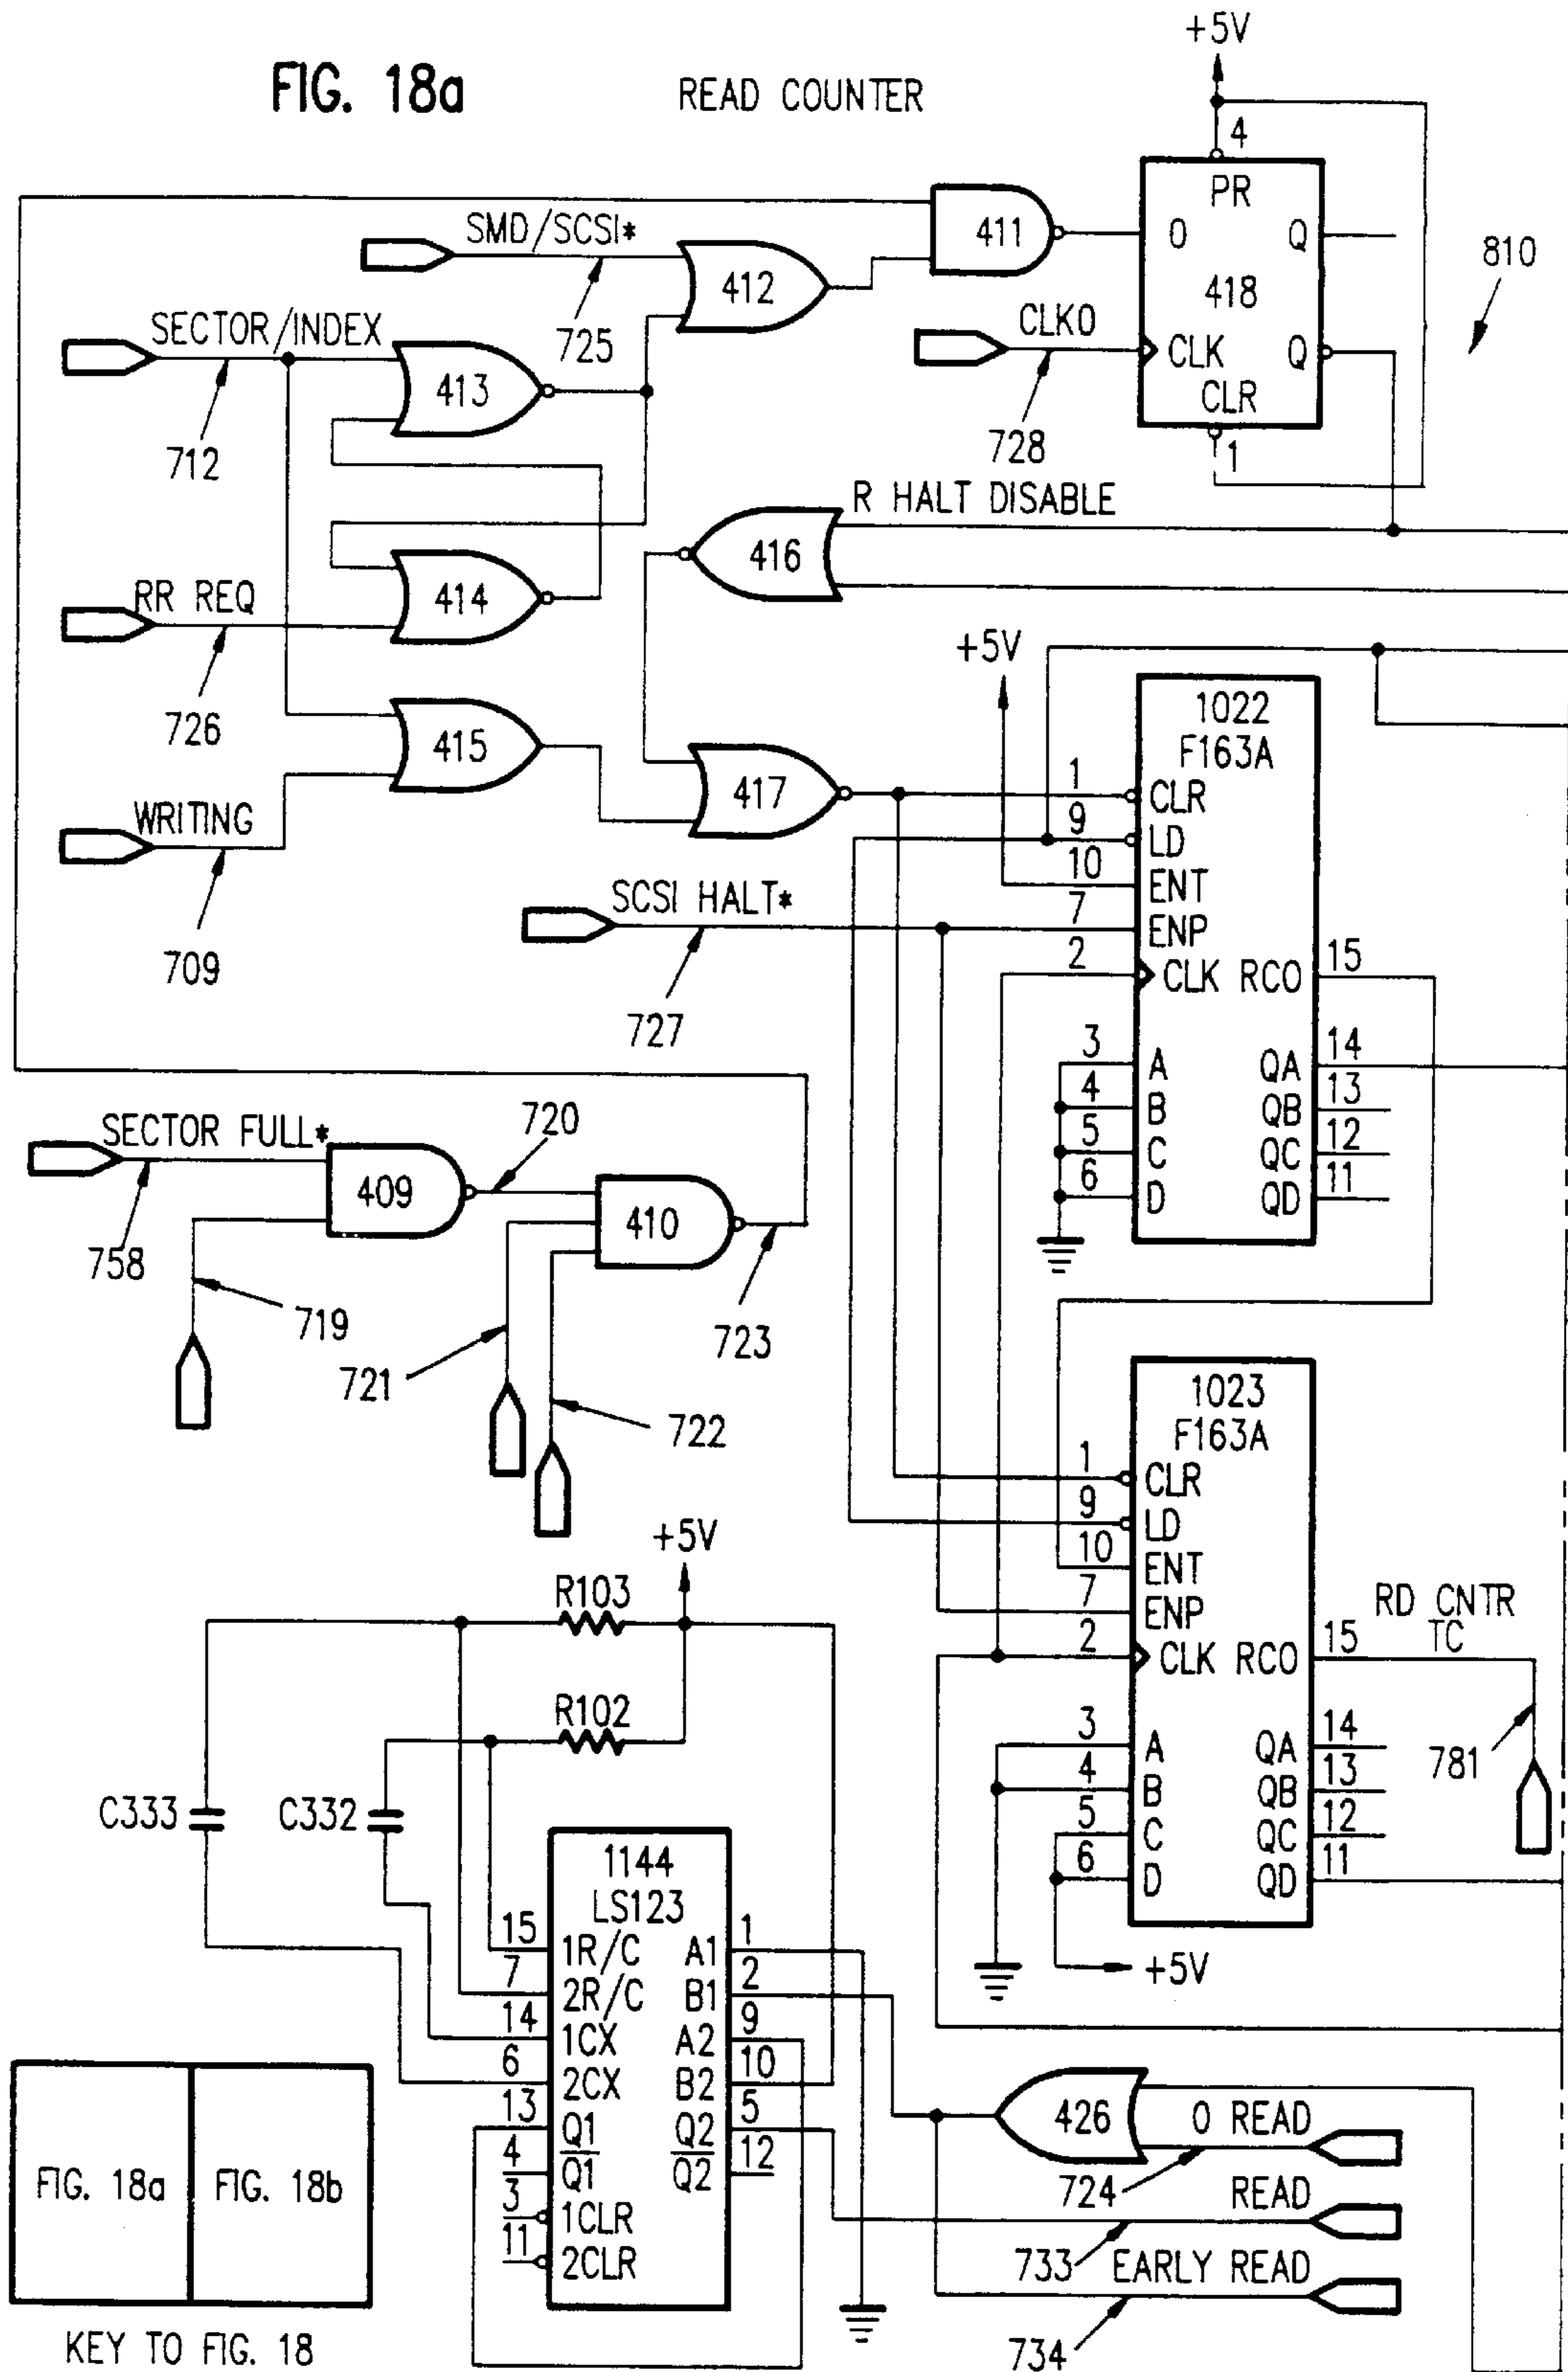 FIG. 18a
READ COUNTER
+5V
4
PR
O
Q
418
CLK
Q
CLR
1
810
411
SMD/SCSI*
412
725
SECTOR/INDEX
413
712
CLK0
728
R HALT DISABLE
416
414
RR REQ
726
415
417
WRITING
709
+5V
1022
F163A
1
CLR
9
LD
10
ENT
7
ENP
2
CLK
RCO
15
3
A
QA
14
4
B
QB
13
5
C
QC
12
6
D
QD
11
SCSI HALT*
727
SECTOR FULL*
720
409
410
758
719
721
722
723
1023
F163A
1
CLR
9
LD
10
ENT
7
ENP
2
CLK
RCO
15
RD CNTR
TC
3
A
QA
14
4
B
QB
13
5
C
QC
12
6
D
QD
11
781
+5V
+5V
R103
R102
C333
C332
1144
LS123
15
1R/C
A1
1
7
2R/C
B1
2
14
1CX
A2
9
6
2CX
B2
10
13
Q1
Q2
5
4
Q1
Q2
12
3
1CLR
11
2CLR
426
O READ
724
READ
733
EARLY READ
734
FIG. 18a
FIG. 18b
KEY TO FIG. 18